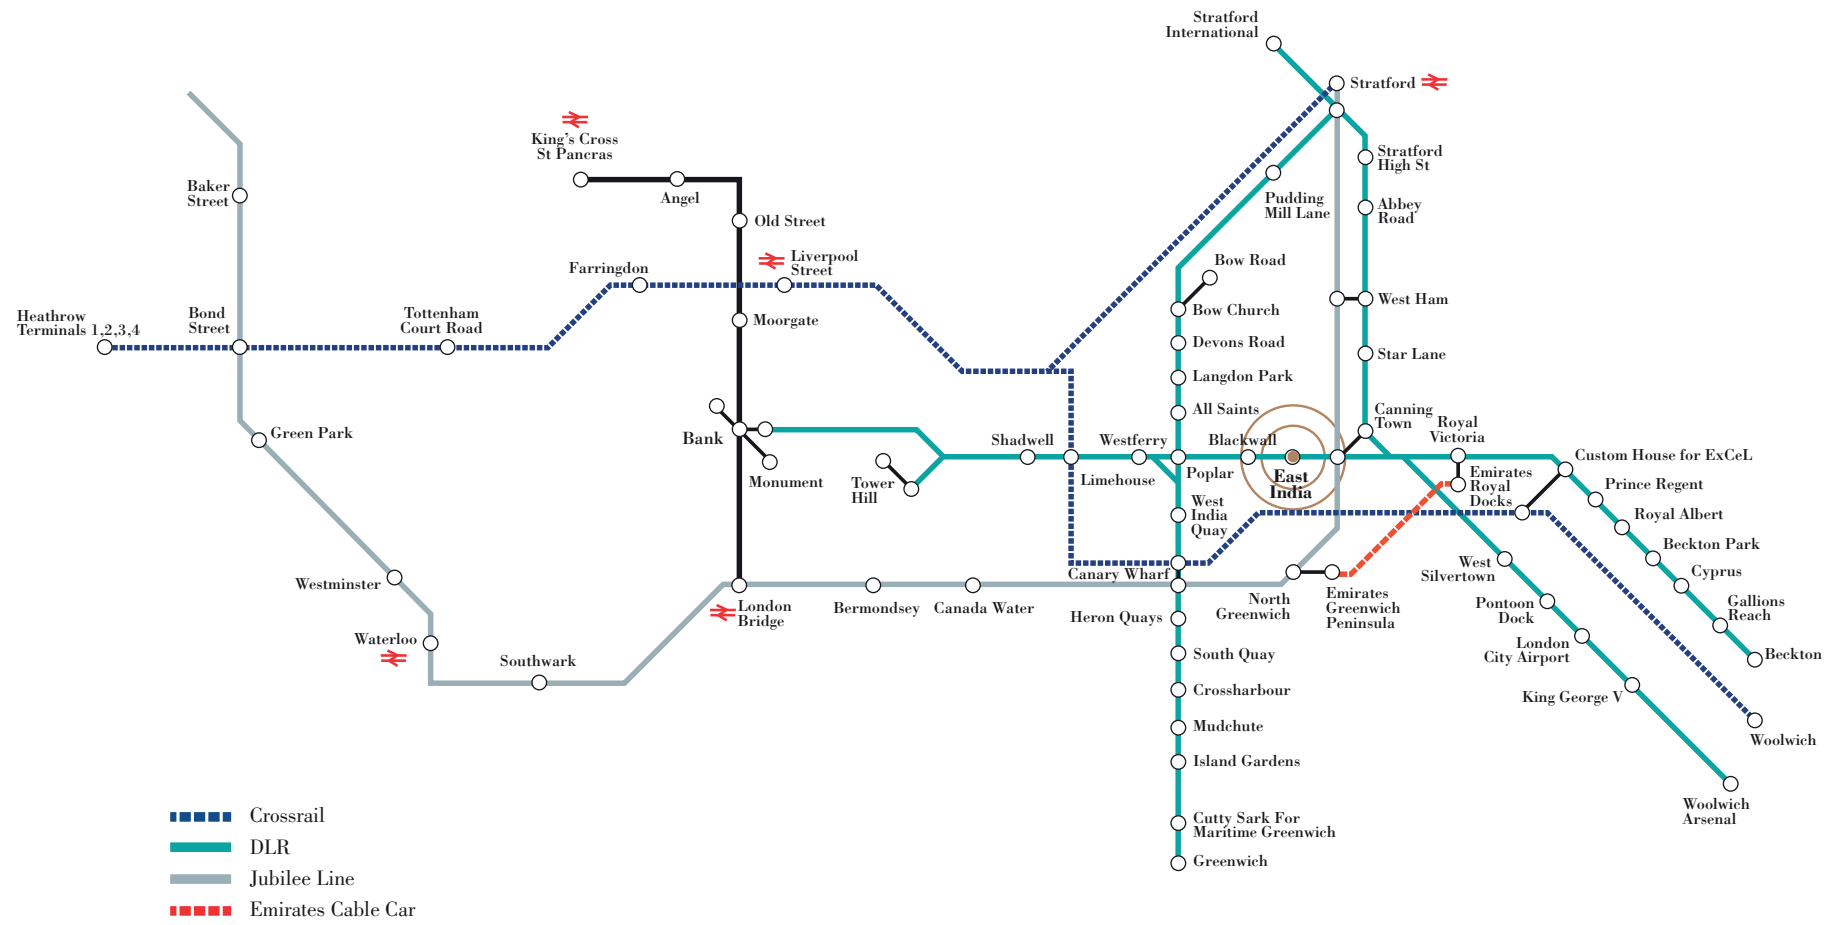 Stratford
International
Stratford
King's Cross
St Pancras
Stratford
High St
Baker
Street
Angel
Pudding
Mill Lane
Abbey
Road
Old Street
Liverpool
Street
Farringdon
Bow Road
West Ham
Heathrow
Terminals 1,2,3,4
Bond
Street
Tottenham
Court Road
Moorgate
Bow Church
Devons Road
Star Lane
Langdon Park
All Saints
Canning
Town
Royal
Victoria
Green Park
Bank
Shadwell
Westferry
Blackwall
Custom House for ExCeL
Monument
Tower
Hill
Limehouse
Poplar
East
India
Emirates
Royal
Docks
Prince Regent
West
India
Quay
Royal Albert
Beckton Park
Westminster
Canary Wharf
West
Silvertown
Cyprus
London
Bridge
Bermondsey
Canada Water
Heron Quays
North
Greenwich
Emirates
Greenwich
Peninsula
Pontoon
Dock
Gallions
Reach
Waterloo
Southwark
South Quay
London
City Airport
Beckton
Crossharbour
King George V
Mudchute
Woolwich
Island Gardens
Woolwich
Arsenal
Cutty Sark For
Maritime Greenwich
Greenwich
Crossrail
DLR
Jubilee Line
Emirates Cable Car